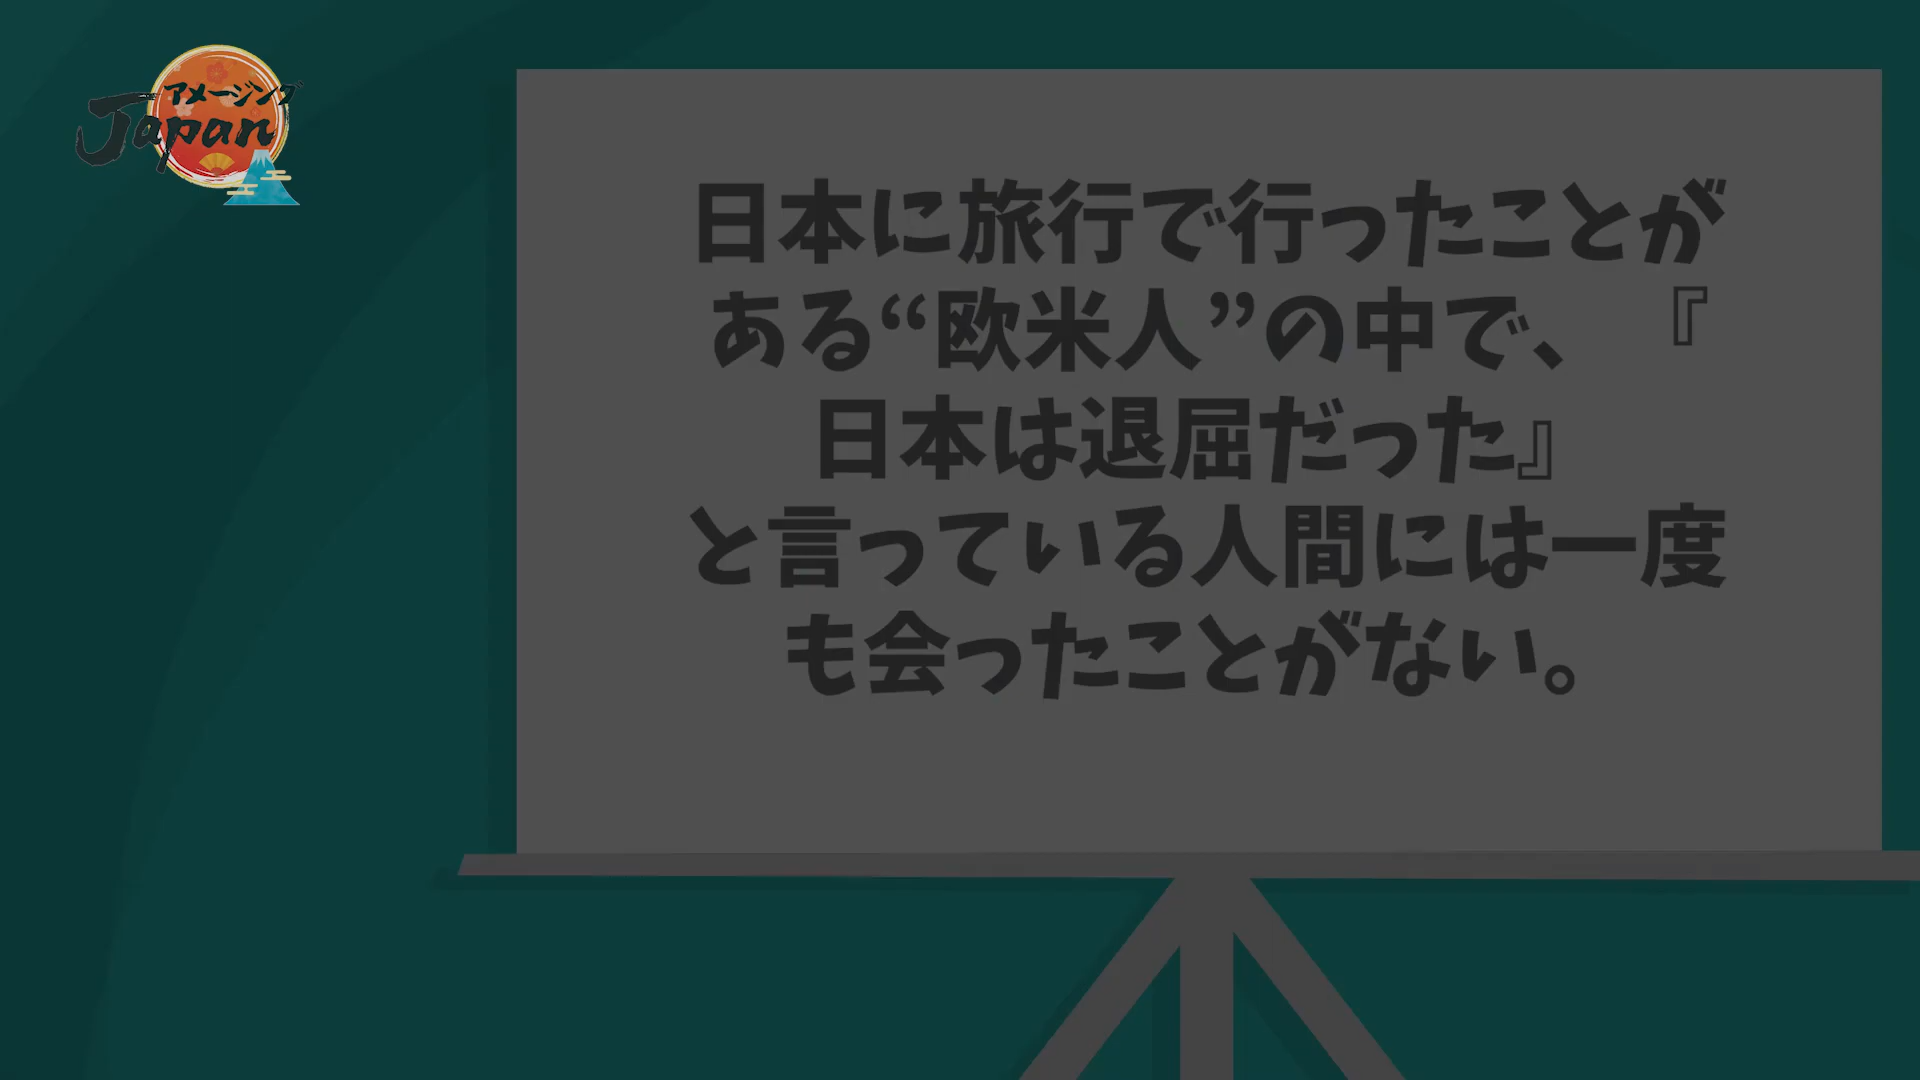 アメージング
Japan
日本に旅行で行ったことが
ある“欧米人”の中で、『
日本は退屈だった』
と言っている人間には一度
も会ったことがない。